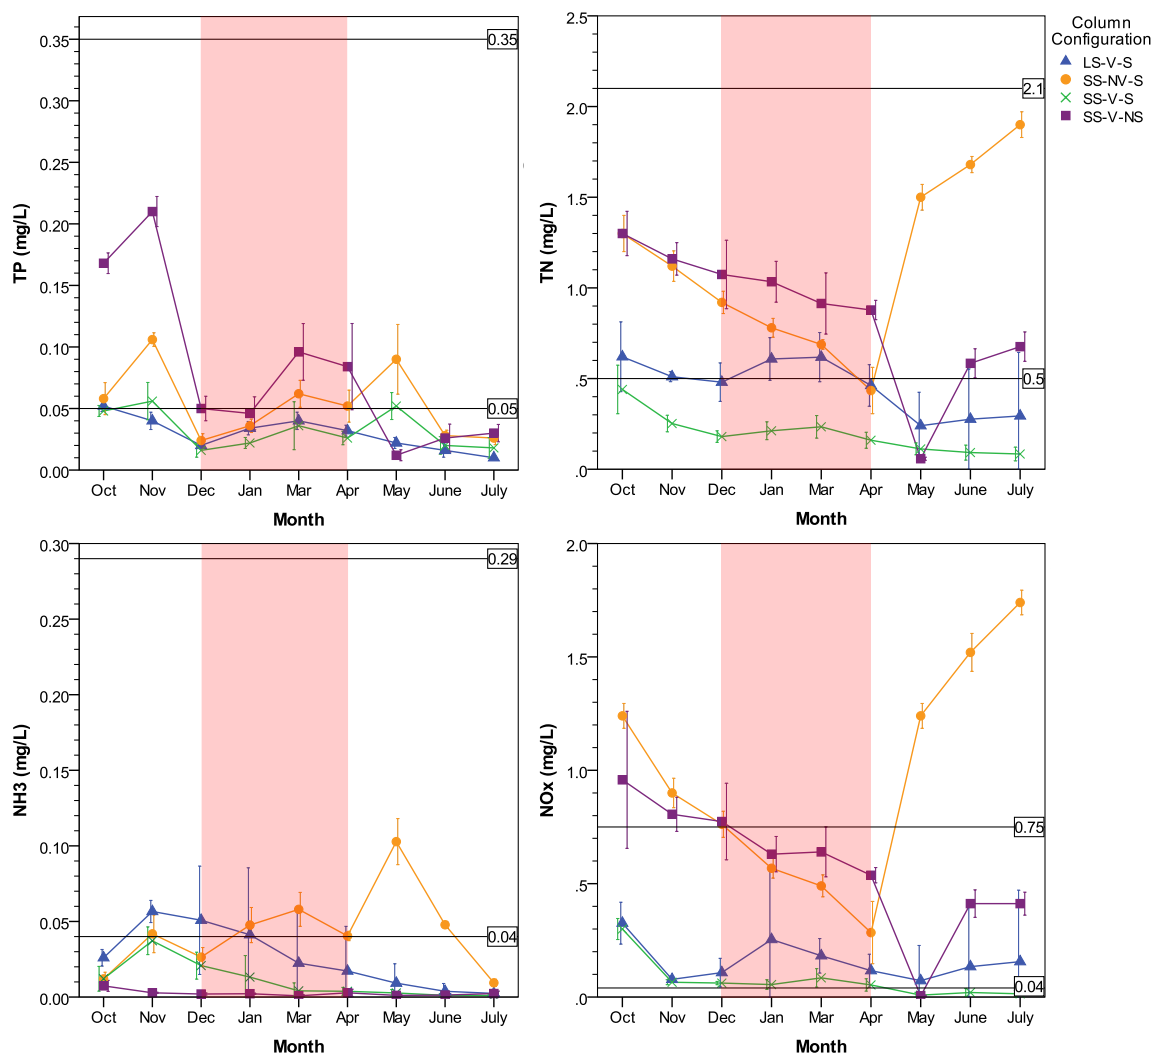 0.35
0.30
0.25
0.20
0.15
0.10
0.05
0.00
TP (mg/L)
0.35
0.05
Oct Nov Dec Jan Mar Apr May June July
Month
2.5
2.0
1.5
1.0
.5
.0
TN (mg/L)
2.1
0.5
Oct Nov Dec Jan Mar Apr May June July
Month
Column
Configuration
LS-V-S
SS-NV-S
SS-V-S
SS-V-NS
0.30
0.25
0.20
0.15
0.10
0.05
0.00
NH3 (mg/L)
0.29
0.04
Oct Nov Dec Jan Mar Apr May June July
Month
2.0
1.5
1.0
.5
.0
NOx (mg/L)
0.75
0.04
Oct Nov Dec Jan Mar Apr May June July
Month